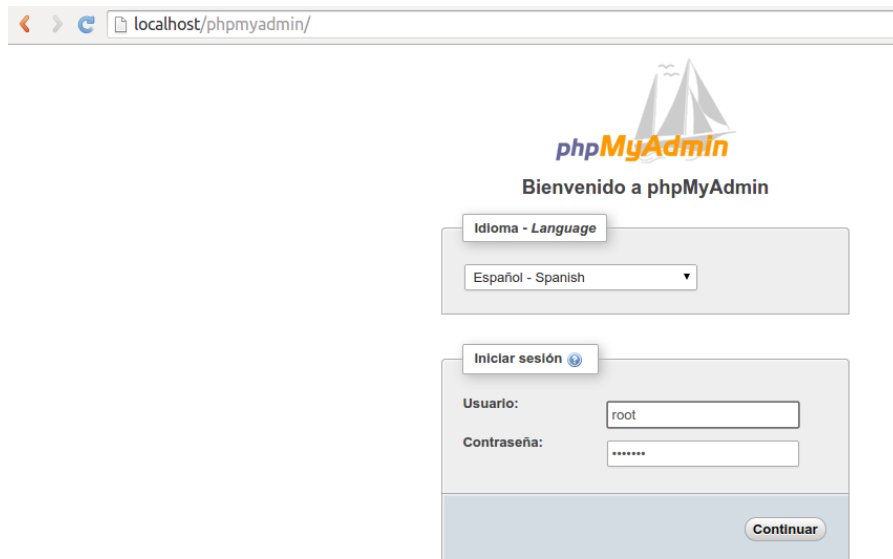 localhost/phpmyadmin/
phpMyAdmin
Bienvenido a phpMyAdmin
Idioma - Language
Español - Spanish
Iniciar sesión
Usuario:
root
Contraseña:
•••••••
Continuar